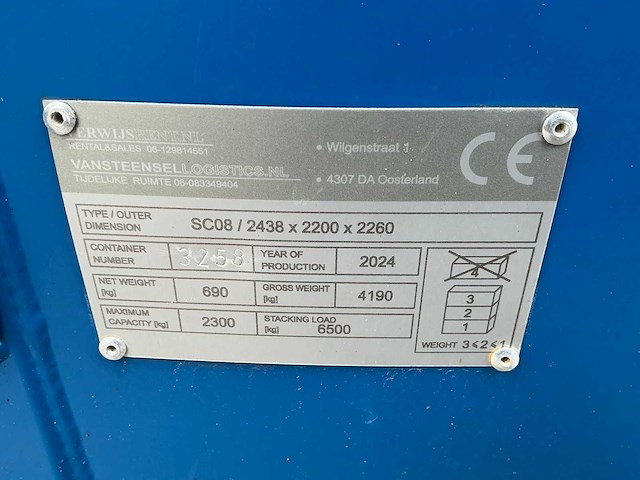 ERWIJSRENT.NL
RENTAL&SALES 06-129814551
VANSTEENSELLOGISTICS.NL
TIJDELIJKE RUIMTE 06-083349404
• Wilgenstraat 1
• 4307 DA Oosterland
CE
TYPE / OUTER DIMENSION
SC08 / 2438 x 2200 x 2260
CONTAINER NUMBER
3258
YEAR OF PRODUCTION
2024
NET WEIGHT [kg]
690
GROSS WEIGHT [kg]
4190
MAXIMUM CAPACITY [kg]
2300
STACKING LOAD [kg]
6500
4
3
2
1
WEIGHT 3≤2≤1